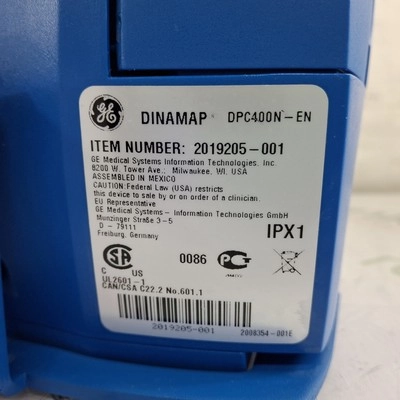 GE
DINAMAP DPC400N-EN
ITEM NUMBER: 2019205-001
GE Medical Systems Information Technologies, Inc.
8200 W. Tower Ave.; Milwaukee, WI. USA
ASSEMBLED IN MEXICO
CAUTION:Federal Law (USA) restricts
this device to sale by or on order of a clinician.
EU Representative
GE Medical Systems- Information Technologies GmbH
Munzinger Straße 3-5
D - 79111
Freiburg, Germany
IPX1
C US
0086
UL2601-1
CAN/CSA C22.2 No.601.1
2019205-001
2009354-001E